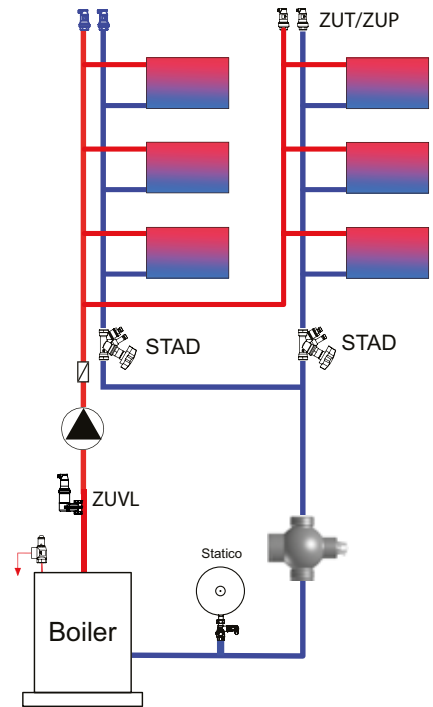 ZUT/ZUP
STAD
STAD
ZUVL
Statico
Boiler